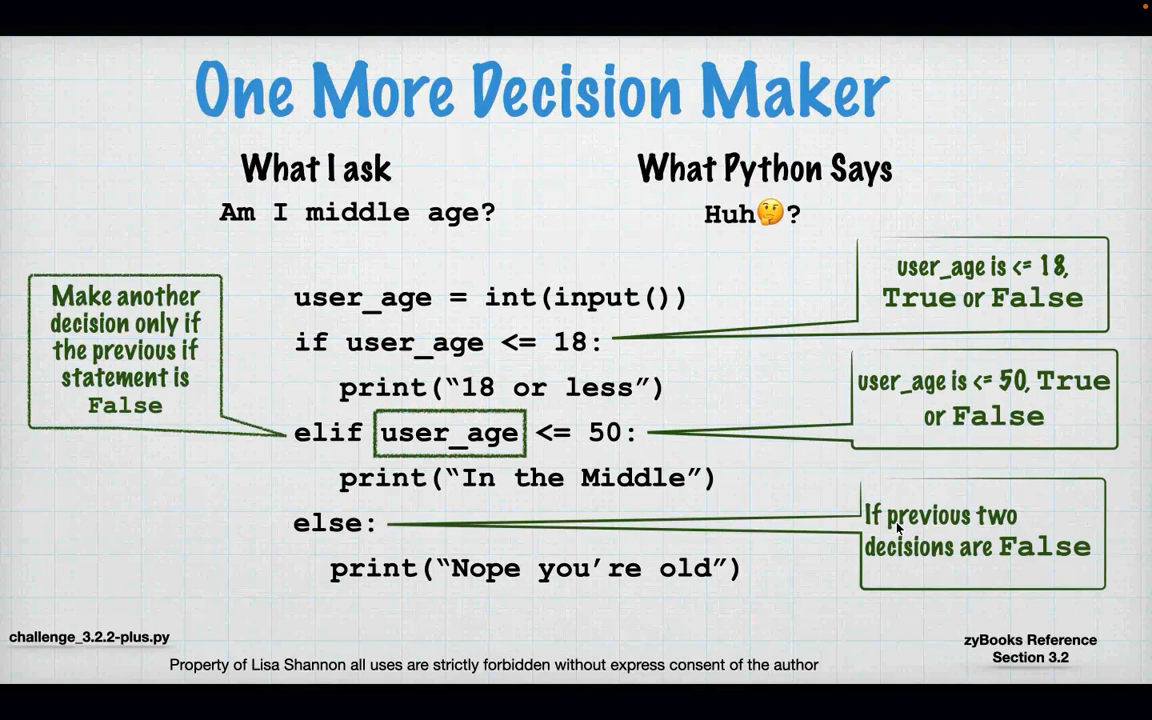 One More Decision Maker
What I ask
What Python Says
Am I middle age?
Huh🤔?
Make another
decision only if
the previous if
statement is
False
user_age = int(input())
if user_age <= 18:
print(“18 or less”)
elif user_age <= 50:
print(“In the Middle”)
else:
print(“Nope you’re old”)
user_age is <= 18,
True or False
user_age is <= 50, True
or False
If previous two
decisions are False
challenge_3.2.2-plus.py
zyBooks Reference
Section 3.2
Property of Lisa Shannon all uses are strictly forbidden without express consent of the author